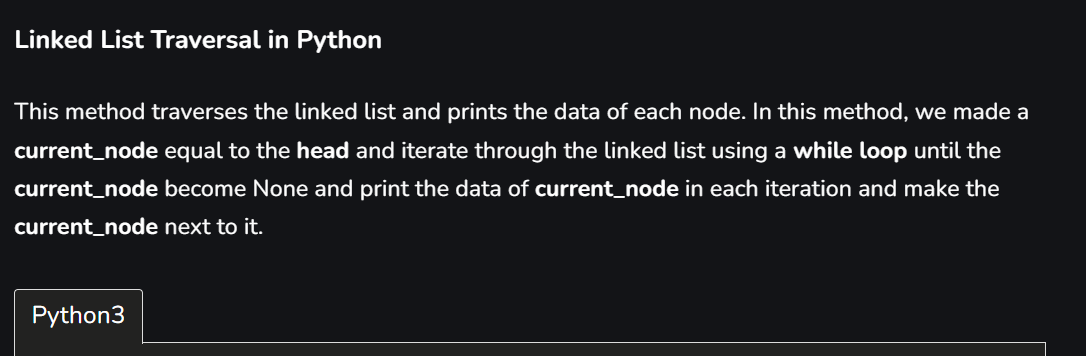 Linked List Traversal in Python
This method traverses the linked list and prints the data of each node. In this method, we made a
current_node equal to the head and iterate through the linked list using a while loop until the
current_node become None and print the data of current_node in each iteration and make the
current_node next to it.
Python3